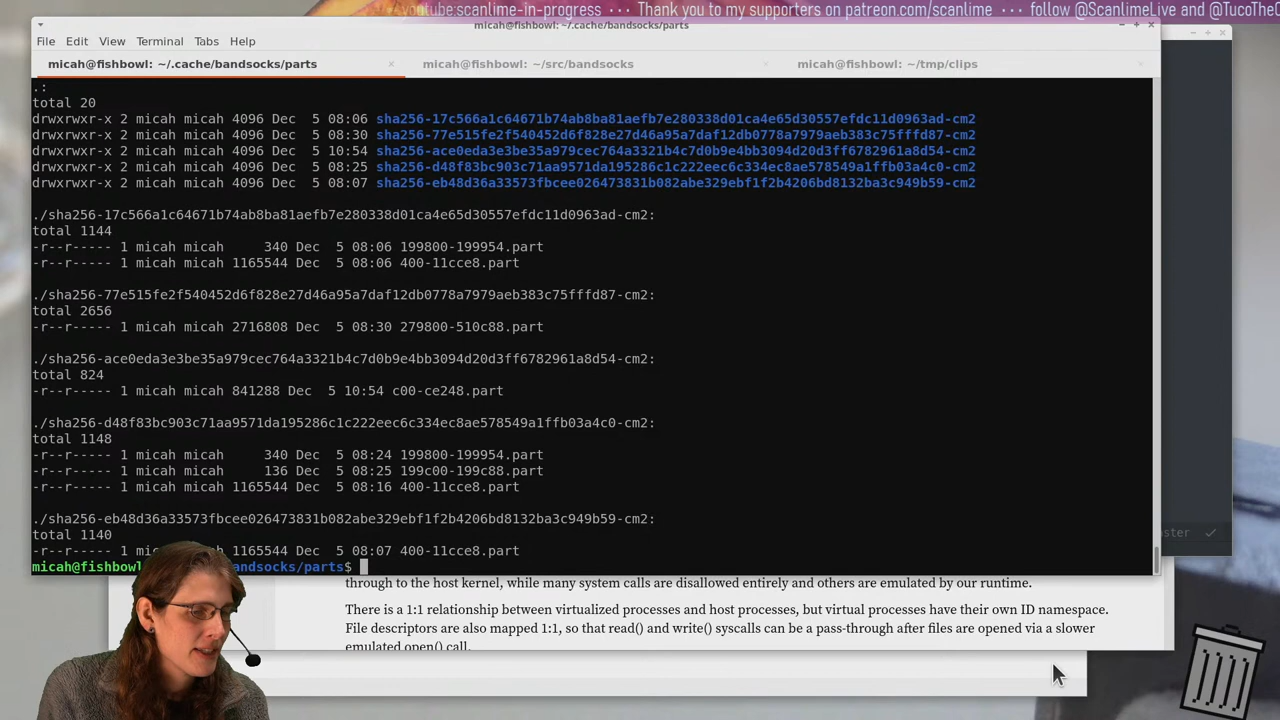 youtube:scanlime-in-progress ··· Thank you to my supporters on patreon.com/scanlime ··· follow @ScanlimeLive and @TucoTheC
micah@fishbowl: ~/.cache/bandsocks/parts
File Edit View Terminal Tabs Help
micah@fishbowl: ~/.cache/bandsocks/parts × micah@fishbowl: ~/src/bandsocks micah@fishbowl: ~/tmp/clips
.:
total 20
drwxrwxr-x 2 micah micah 4096 Dec  5 08:06 sha256-17c566a1c64671b74ab8ba81aefb7e280338d01ca4e65d30557efdc11d0963ad-cm2
drwxrwxr-x 2 micah micah 4096 Dec  5 08:30 sha256-77e515fe2f540452d6f828e27d46a95a7daf12db0778a7979aeb383c75fffd87-cm2
drwxrwxr-x 2 micah micah 4096 Dec  5 10:54 sha256-ace0eda3e3be35a979cec764a3321b4c7d0b9e4bb3094d20d3ff6782961a8d54-cm2
drwxrwxr-x 2 micah micah 4096 Dec  5 08:25 sha256-d48f83bc903c71aa9571da195286c1c222eec6c334ec8ae578549a1ffb03a4c0-cm2
drwxrwxr-x 2 micah micah 4096 Dec  5 08:07 sha256-eb48d36a33573fbcee026473831b082abe329ebf1f2b4206bd8132ba3c949b59-cm2
./sha256-17c566a1c64671b74ab8ba81aefb7e280338d01ca4e65d30557efdc11d0963ad-cm2:
total 1144
-r--r----- 1 micah micah     340 Dec  5 08:06 199800-199954.part
-r--r----- 1 micah micah 1165544 Dec  5 08:06 400-11cce8.part
./sha256-77e515fe2f540452d6f828e27d46a95a7daf12db0778a7979aeb383c75fffd87-cm2:
total 2656
-r--r----- 1 micah micah 2716808 Dec  5 08:30 279800-510c88.part
./sha256-ace0eda3e3be35a979cec764a3321b4c7d0b9e4bb3094d20d3ff6782961a8d54-cm2:
total 824
-r--r----- 1 micah micah 841288 Dec  5 10:54 c00-ce248.part
./sha256-d48f83bc903c71aa9571da195286c1c222eec6c334ec8ae578549a1ffb03a4c0-cm2:
total 1148
-r--r----- 1 micah micah     340 Dec  5 08:24 199800-199954.part
-r--r----- 1 micah micah     136 Dec  5 08:25 199c00-199c88.part
-r--r----- 1 micah micah 1165544 Dec  5 08:16 400-11cce8.part
./sha256-eb48d36a33573fbcee026473831b082abe329ebf1f2b4206bd8132ba3c949b59-cm2:
total 1140
-r--r----- 1 micah micah 1165544 Dec  5 08:07 400-11cce8.part
micah@fishbowl andsocks/parts$
ster
through to the host kernel, while many system calls are disallowed entirely and others are emulated by our runtime.
There is a 1:1 relationship between virtualized processes and host processes, but virtual processes have their own ID namespace.
File descriptors are also mapped 1:1, so that read() and write() syscalls can be a pass-through after files are opened via a slower
emulated open() call.